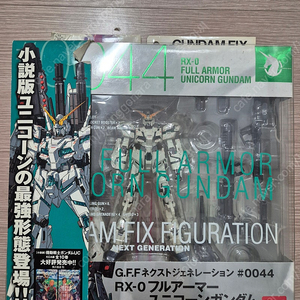 GUNDAM FIX
044
RX-0
FULL ARMOR
UNICORN GUNDAM
小説版ユニコーンの最強形態登場!!
FULL ARMOR
ORN GUNDAM
AM FIX FIGURATION
NEXT GENERATION
G.F.Fネクストジェネレーション #0044
RX-0 フルアーマー
ユニコーンガンダム